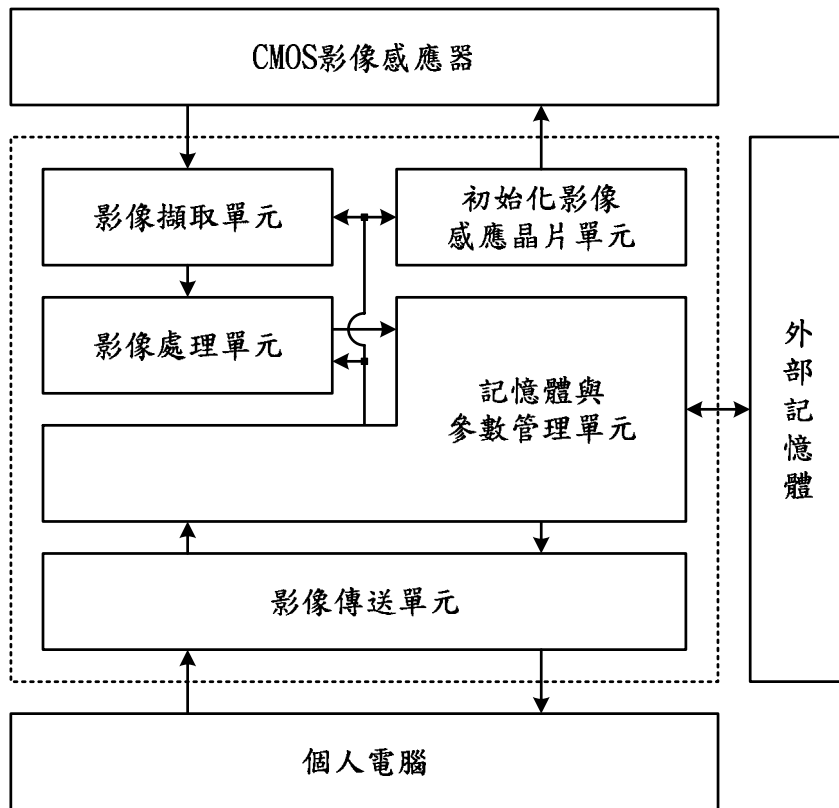 CMOS影像感應器
影像擷取單元
初始化影像
感應晶片單元
影像處理單元
記憶體與
參數管理單元
外部記憶體
影像傳送單元
個人電腦